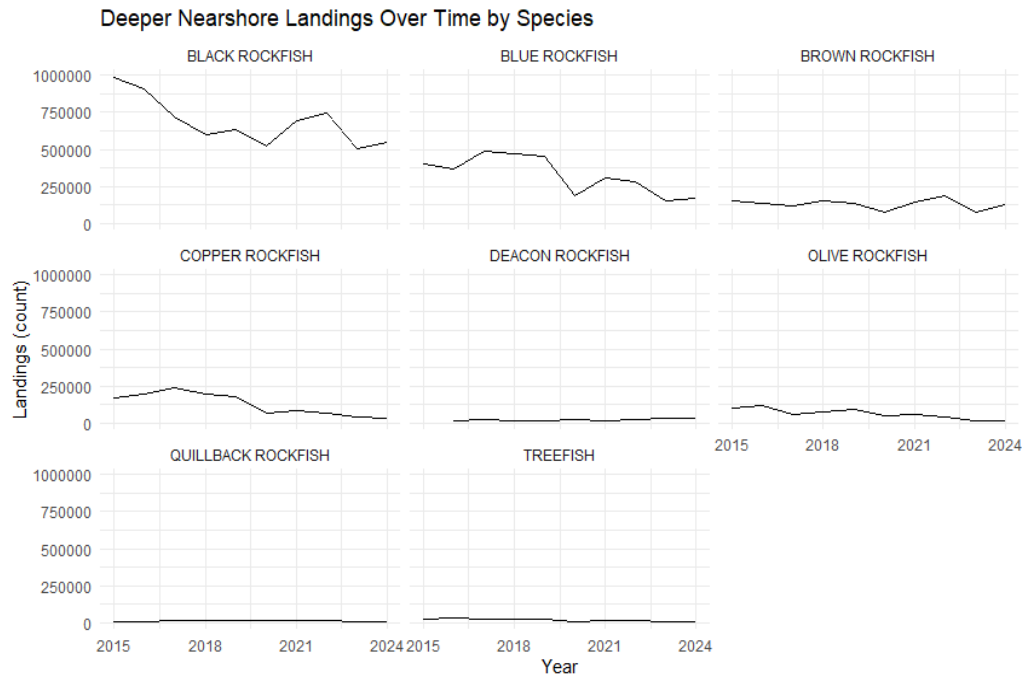 Deeper Nearshore Landings Over Time by Species
BLACK ROCKFISH
BLUE ROCKFISH
BROWN ROCKFISH
1000000
750000
500000
250000
0
COPPER ROCKFISH
DEACON ROCKFISH
OLIVE ROCKFISH
1000000
750000
500000
250000
0
2015 2018 2021 2024
QUILLBACK ROCKFISH
TREEFISH
1000000
750000
500000
250000
0
2015 2018 2021 2024
2015 2018 2021 2024
Landings (count)
Year